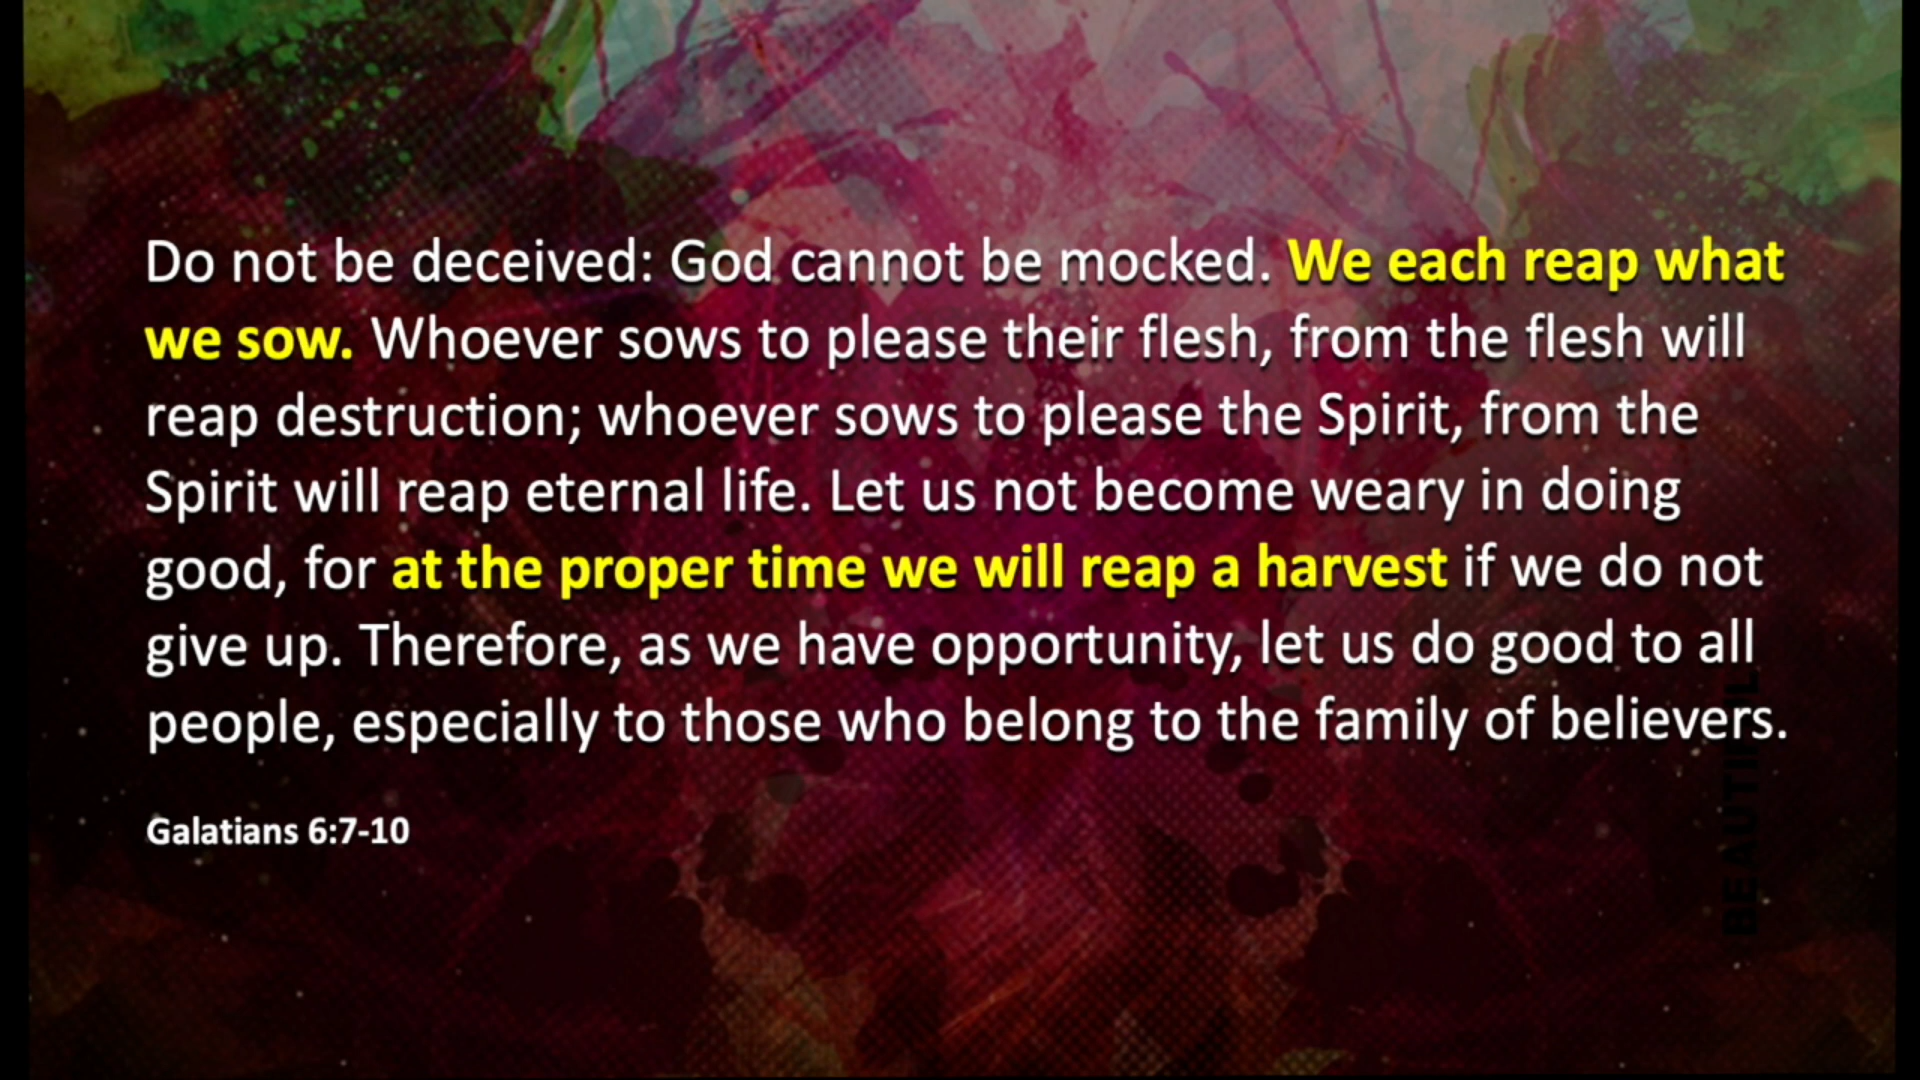 Do not be deceived: God cannot be mocked. We each reap what
we sow. Whoever sows to please their flesh, from the flesh will
reap destruction; whoever sows to please the Spirit, from the
Spirit will reap eternal life. Let us not become weary in doing
good, for at the proper time we will reap a harvest if we do not
give up. Therefore, as we have opportunity, let us do good to all
people, especially to those who belong to the family of believers.
Galatians 6:7-10